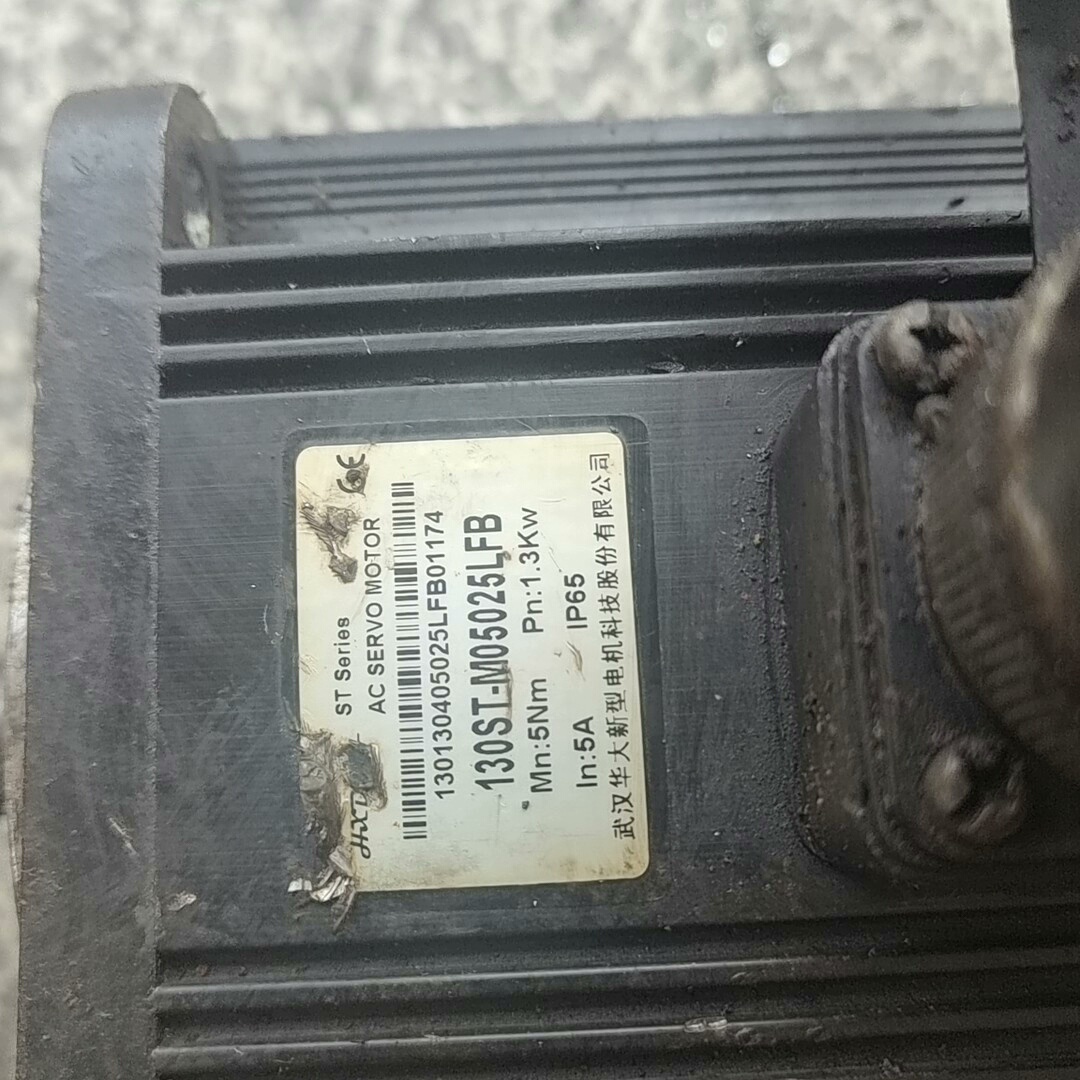 ST Series
CE
AC SERVO MOTOR
130130405025LFB01174
130ST-M05025LFB
Mn:5Nm Pn:1.3Kw
In:5A IP65
武汉华大新型电机科技股份有限公司